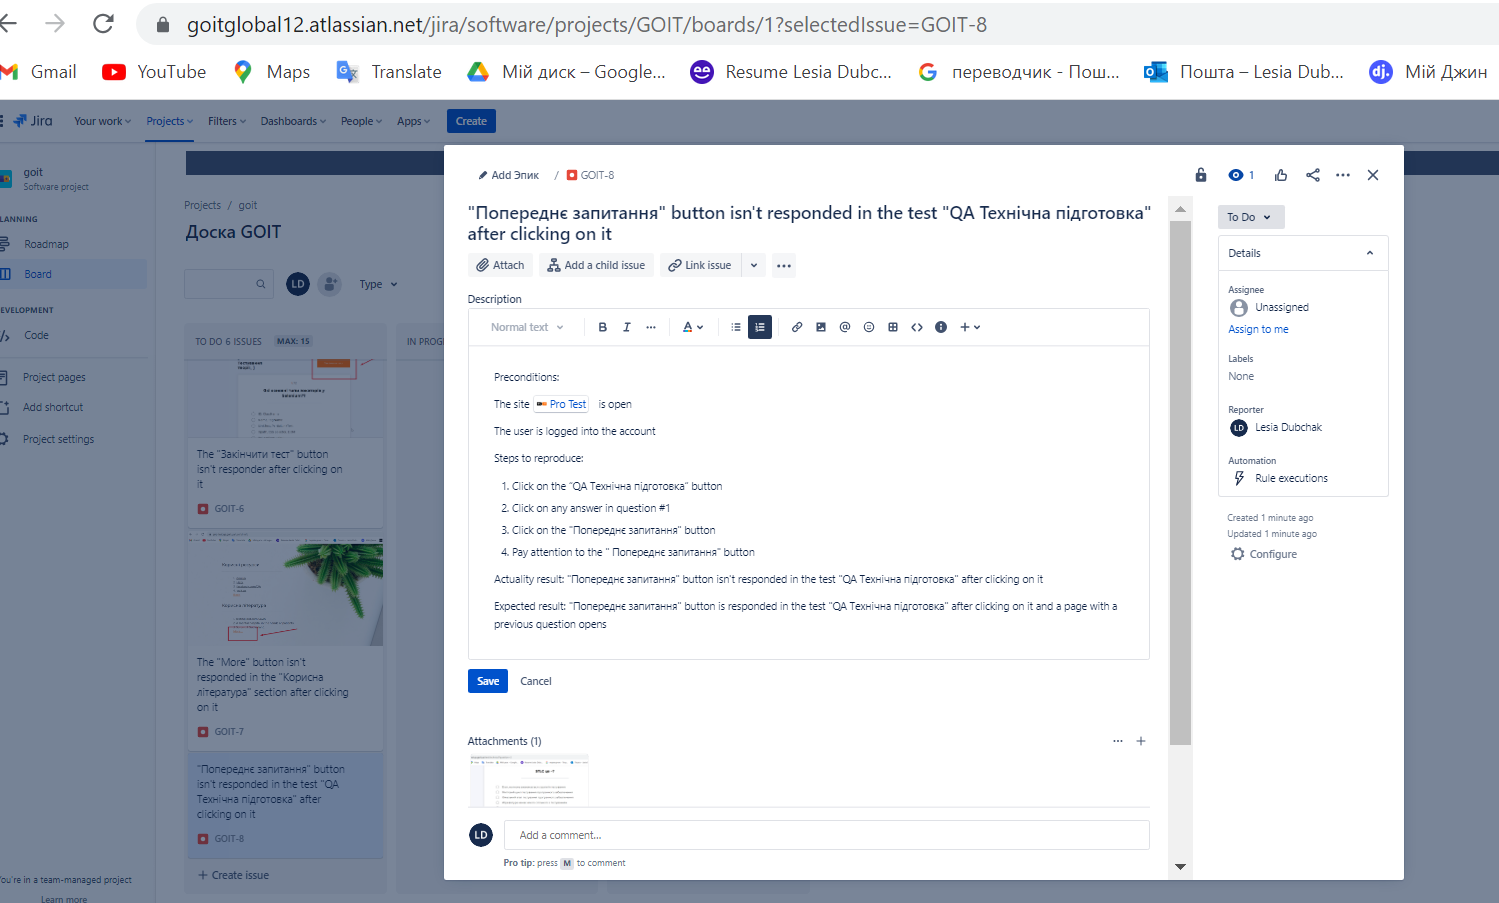 goitglobal12.atlassian.net/jira/software/projects/GOIT/boards/1?selectedIssue=GOIT-8
Gmail
YouTube
Maps
Translate
Мій диск – Google...
Resume Lesia Dubc...
переводчик - Пош...
Пошта – Lesia Dub...
Мій Джин
Jira
Your work
Projects
Filters
Dashboards
People
Apps
Create
goit
Software project
LANNING
Roadmap
Board
EVELOPMENT
Code
Project pages
Add shortcut
Project settings
You're in a team-managed project
Learn more
Projects / goit
Доска GOIT
LD
Type
TO DO 6 ISSUES
MAX: 15
IN PROG
The "Закінчити тест" button
isn't responder after clicking on
it
GOIT-6
Корисна література
The "More" button isn't
responded in the "Корисна
література" section after clicking
on it
GOIT-7
"Попереднє запитання" button
isn't responded in the test "QA
Технічна підготовка" after
clicking on it
GOIT-8
+ Create issue
Add Эпик / GOIT-8
1
"Попереднє запитання" button isn't responded in the test "QA Технічна підготовка"
after clicking on it
Attach
Add a child issue
Link issue
Description
Normal text
B
I
A
Preconditions:
The site Pro Test is open
The user is logged into the account
Steps to reproduce:
1. Click on the "QA Технічна підготовка" button
2. Click on any answer in question #1
3. Click on the "Попереднє запитання" button
4. Pay attention to the " Попереднє запитання" button
Actuality result: "Попереднє запитання" button isn't responded in the test "QA Технічна підготовка" after clicking on it
Expected result: "Попереднє запитання" button is responded in the test "QA Технічна підготовка" after clicking on it and a page with a
previous question opens
Save
Cancel
Attachments (1)
LD
Add a comment...
Pro tip: press M to comment
To Do
Details
Assignee
Unassigned
Assign to me
Labels
None
Reporter
LD
Lesia Dubchak
Automation
Rule executions
Created 1 minute ago
Updated 1 minute ago
Configure